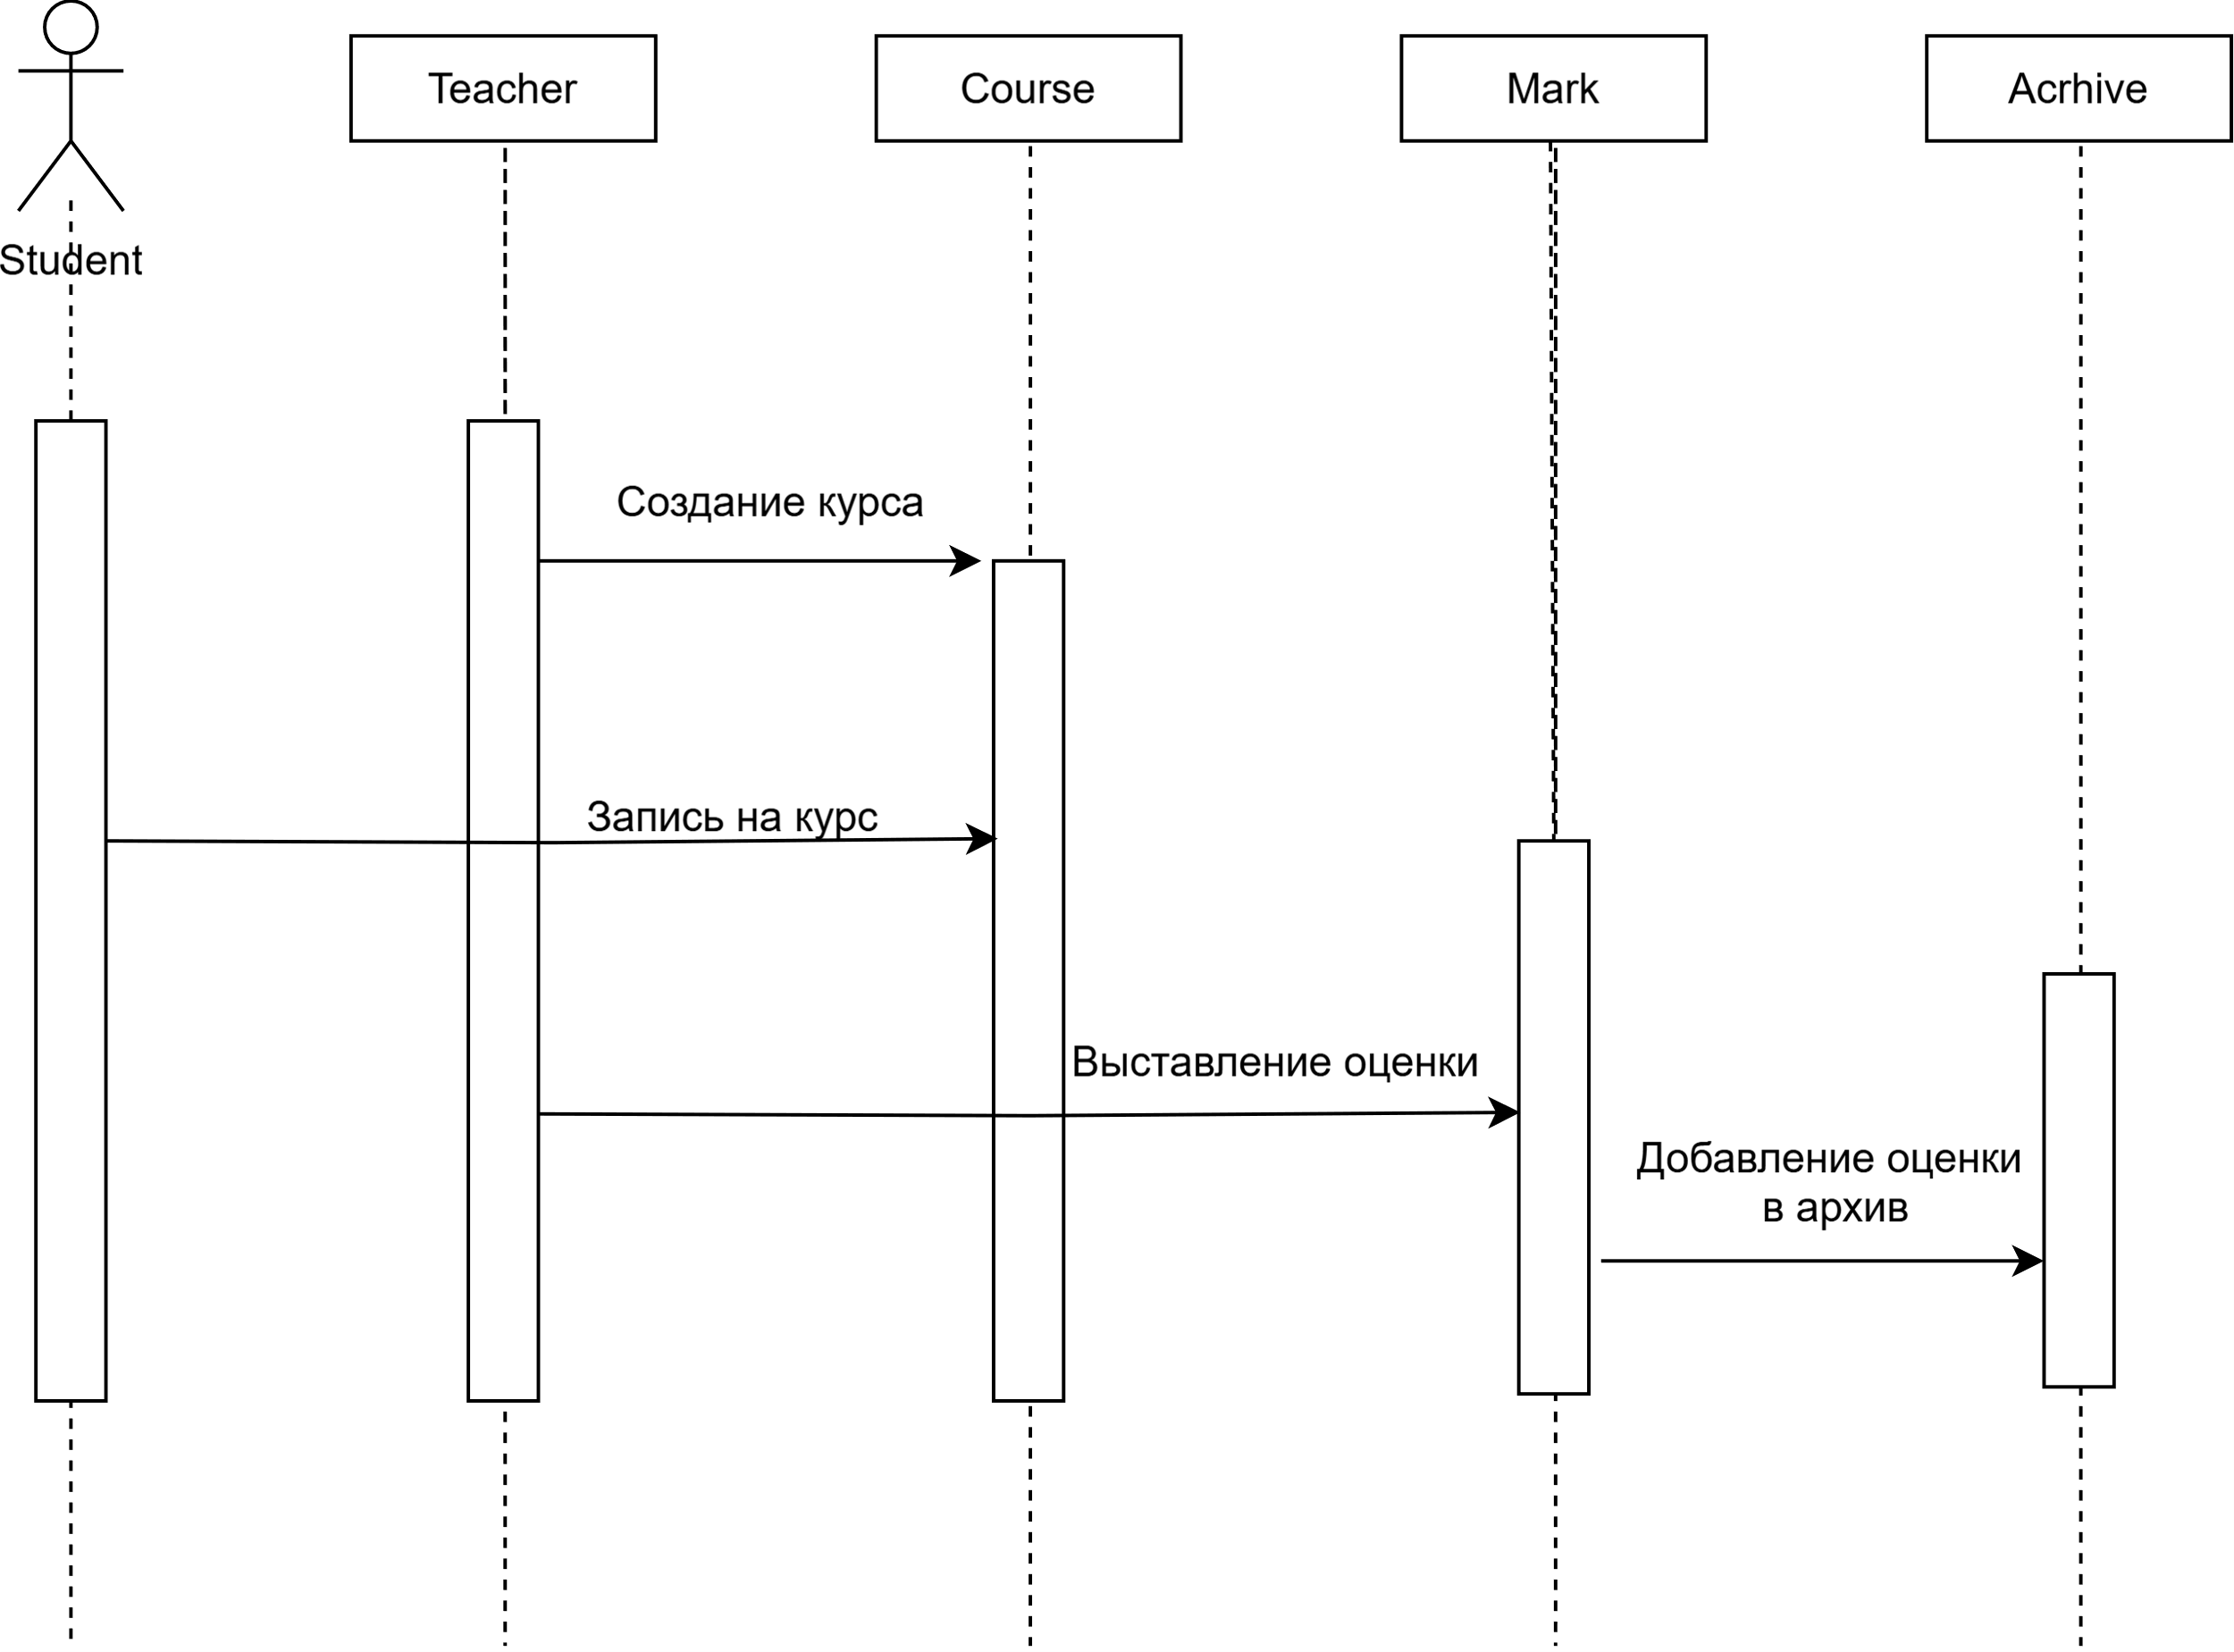 Teacher
Course
Mark
Acrhive
Student
Создание курса
Запись на курс
Выставление оценки
Добавление оценки
в архив